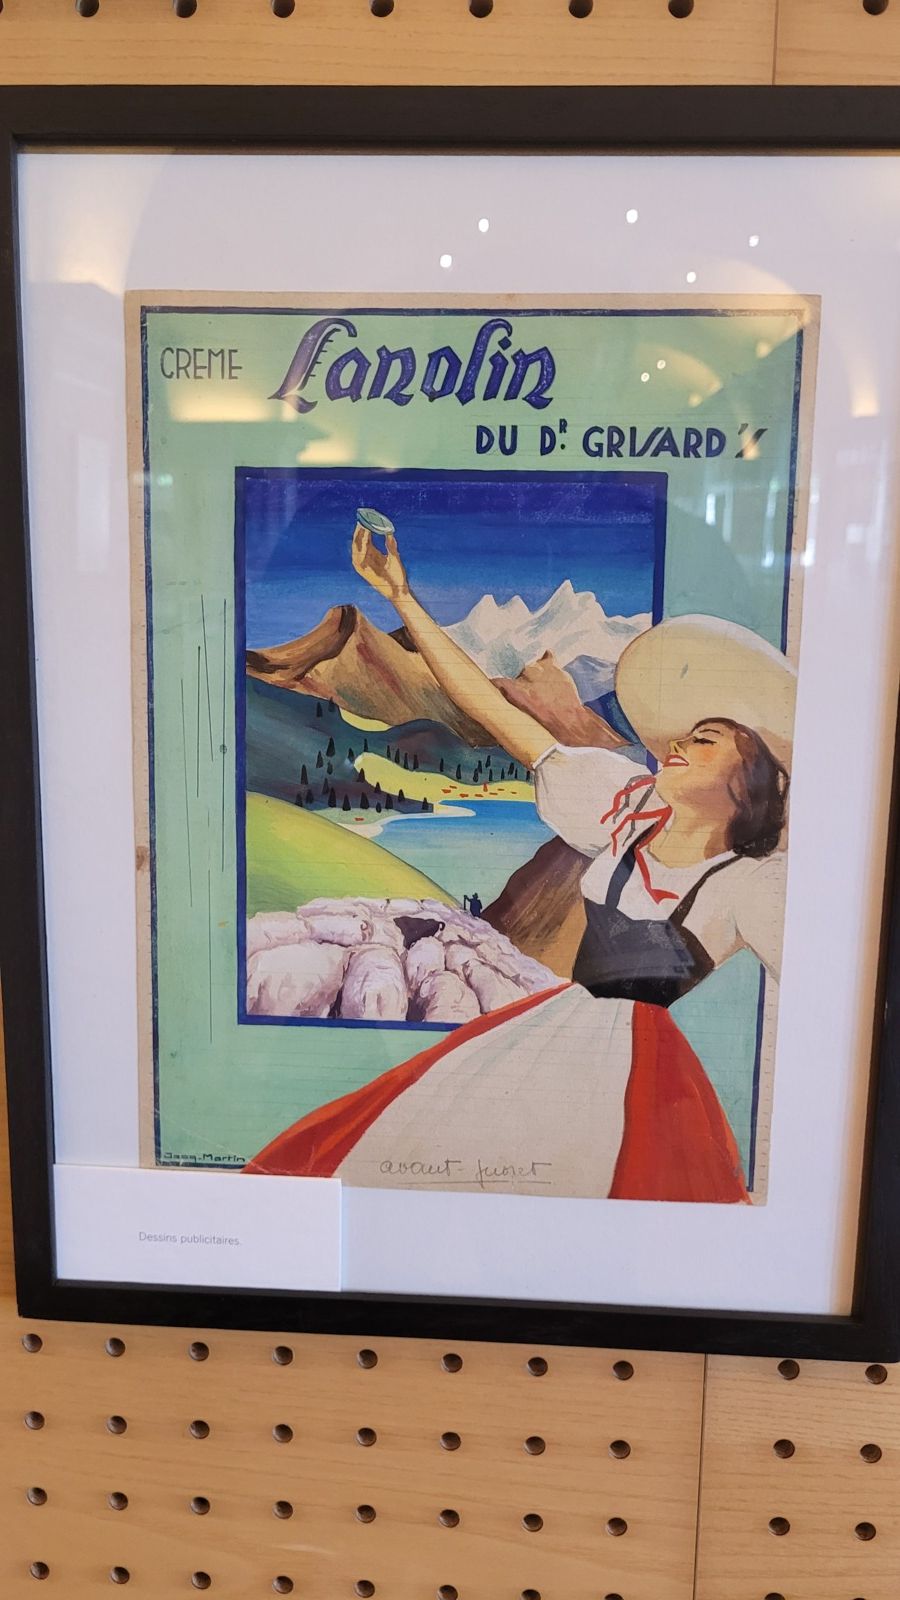 CREME Lanolin
DU DR. GRISARD'S
Jacq-Martin
avant-projet
Dessins publicitaires.